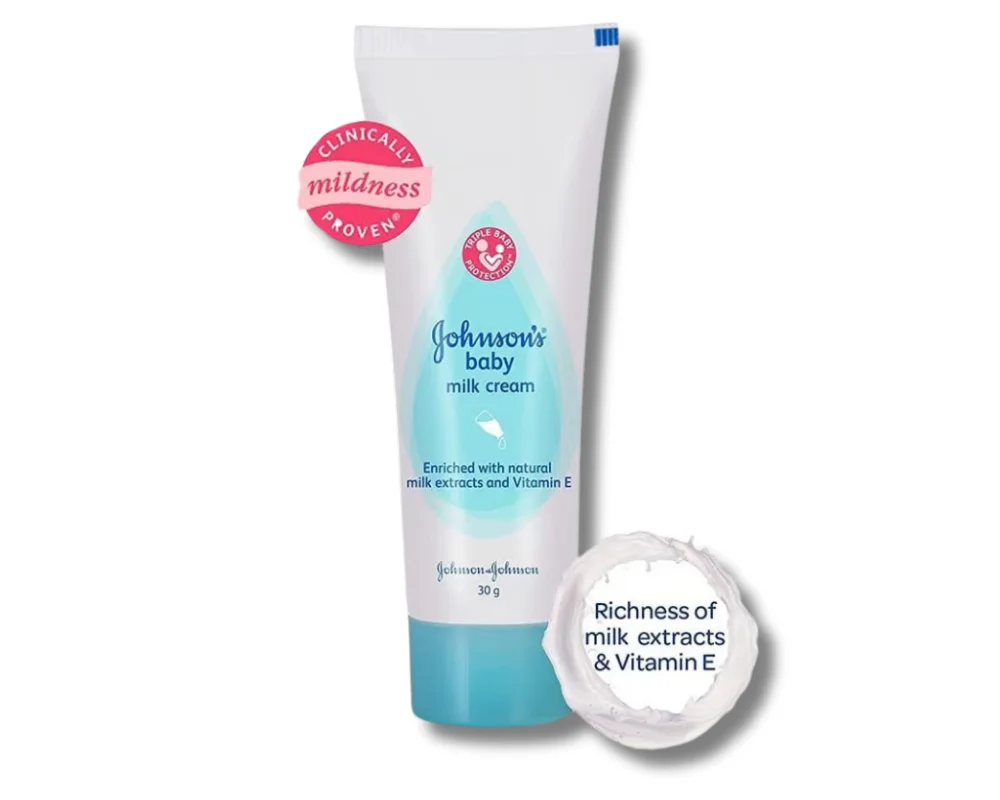 CLINICALLY
mildness
PROVEN®
TRIPLE BABY
PROTECTION™
Johnson's®
baby
milk cream
Enriched with natural
milk extracts and Vitamin E
Johnson & Johnson
30 g
Richness of
milk extracts
& Vitamin E